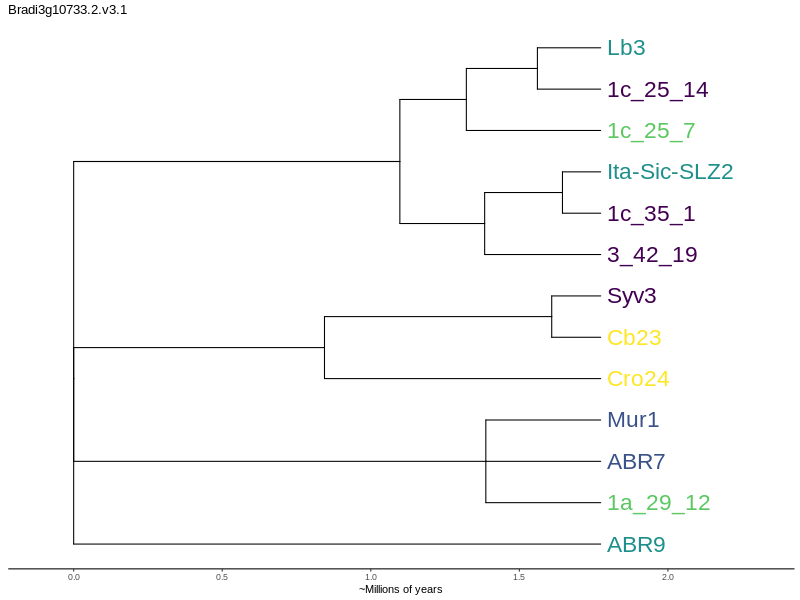 Bradi3g10733.2.v3.1
Lb3
1c_25_14
1c_25_7
Ita-Sic-SLZ2
1c_35_1
3_42_19
Syv3
Cb23
Cro24
Mur1
ABR7
1a_29_12
ABR9
0.0 0.5 1.0 1.5 2.0
~Millions of years